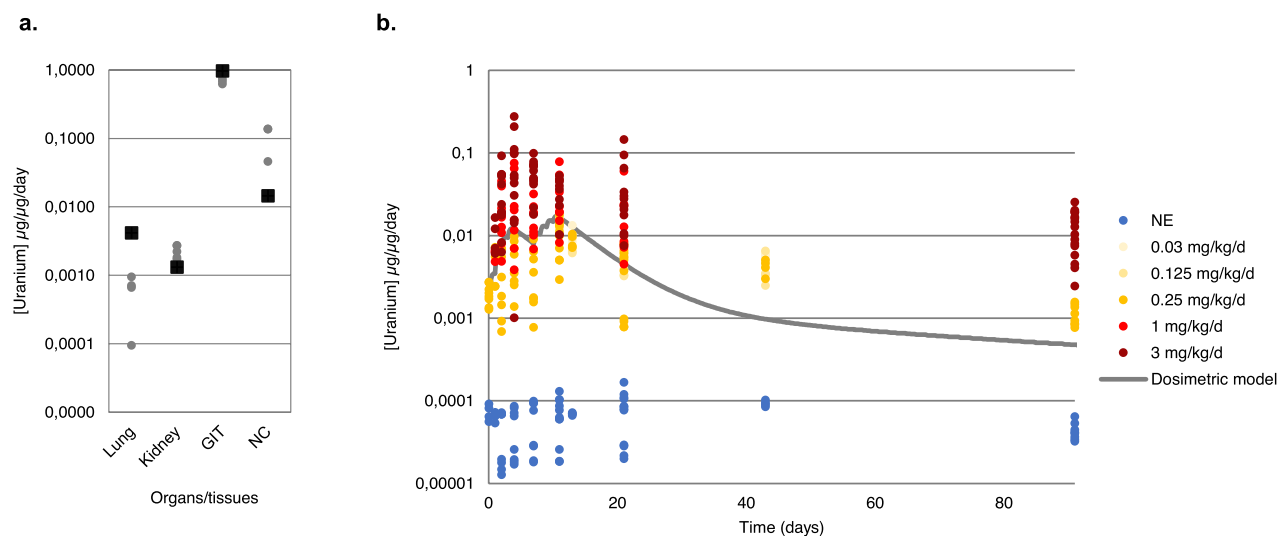 a.
[Uranium] µg/µg/day
1,0000
0,1000
0,0100
0,0010
0,0001
0,0000
Lung
Kidney
GIT
NC
Organs/tissues
b.
[Uranium] µg/µg/day
1
0,1
0,01
0,001
0,0001
0,00001
0
20
40
60
80
Time (days)
NE
0.03 mg/kg/d
0.125 mg/kg/d
0.25 mg/kg/d
1 mg/kg/d
3 mg/kg/d
Dosimetric model